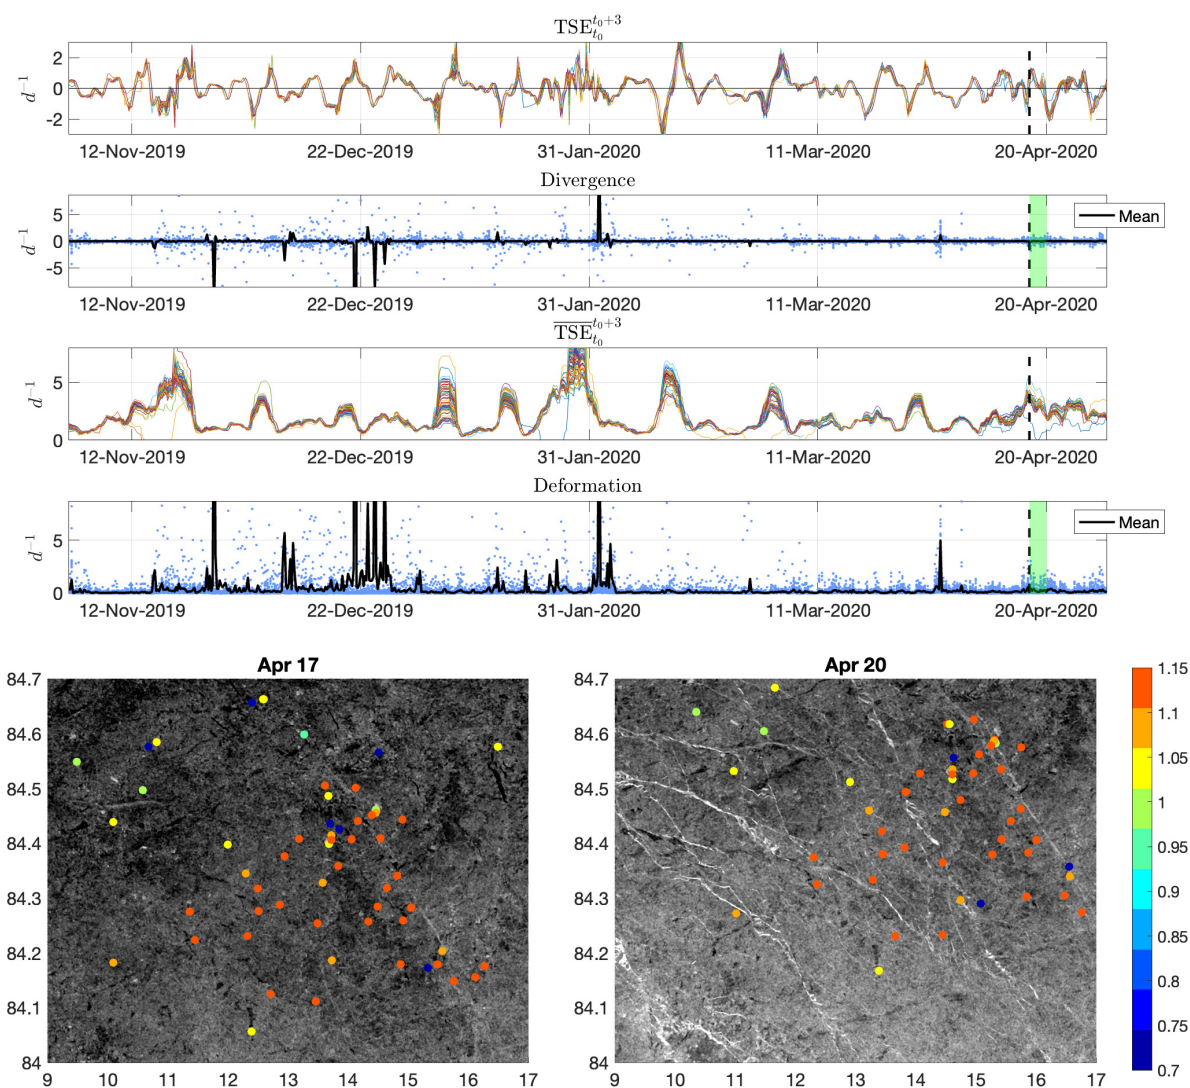 TSE_{t_0}^{t_0+3}
2
0
-2
d^{-1}
12-Nov-2019 22-Dec-2019 31-Jan-2020 11-Mar-2020 20-Apr-2020
Divergence
5
0
-5
d^{-1}
Mean
12-Nov-2019 22-Dec-2019 31-Jan-2020 11-Mar-2020 20-Apr-2020
\overline{TSE}_{t_0}^{t_0+3}
5
0
d^{-1}
12-Nov-2019 22-Dec-2019 31-Jan-2020 11-Mar-2020 20-Apr-2020
Deformation
5
0
d^{-1}
Mean
12-Nov-2019 22-Dec-2019 31-Jan-2020 11-Mar-2020 20-Apr-2020
Apr 17
84.7
84.6
84.5
84.4
84.3
84.2
84.1
84
9 10 11 12 13 14 15 16 17
Apr 20
84.7
84.6
84.5
84.4
84.3
84.2
84.1
84
9 10 11 12 13 14 15 16 17
1.15
1.1
1.05
1
0.95
0.9
0.85
0.8
0.75
0.7